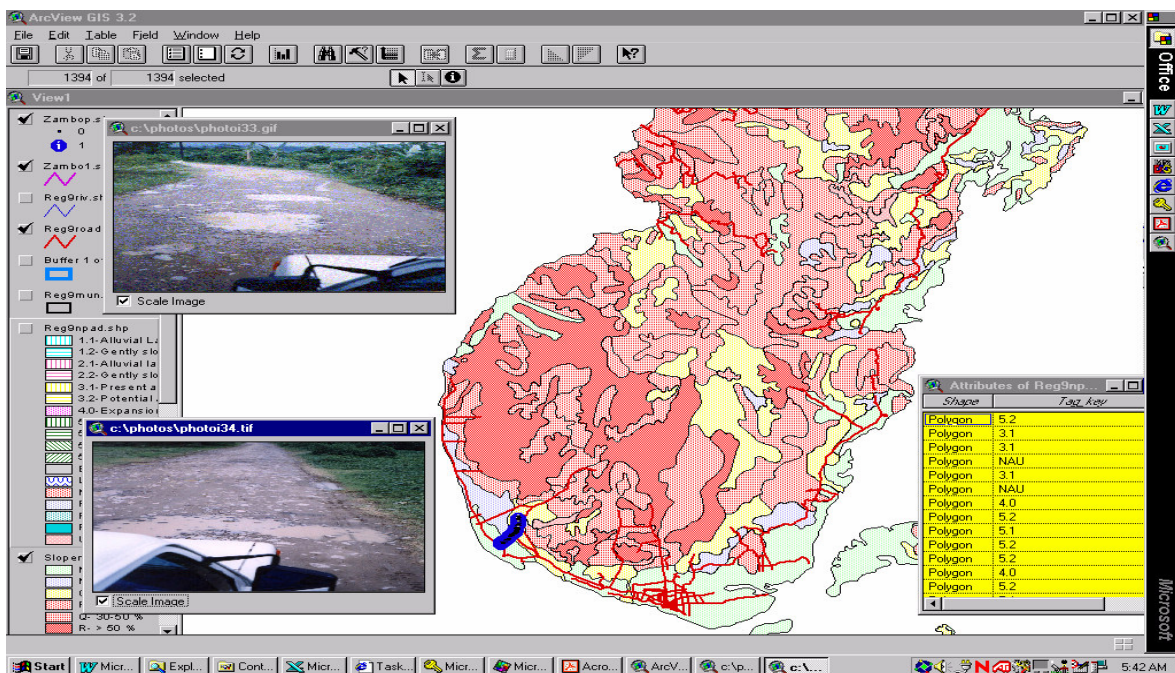 ArcView GIS 3.2
File Edit Table Field Window Help
1394 of 1394 selected
View1
Zambop.s
0
1
Zambo1.s
Reg9riv.sh
Reg9road
Buffer 1 o
Reg9mun.
Reg9npad.shp
1.1-Alluvial La
1.2-Gently slo
2.1-Alluvial la
2.2-Gently slo
3.1-Present a
3.2-Potential
4.0-Expansion
Slope
Q- 30-50 %
R- > 50 %
c:\photos\photoi33.gif
Scale Image
c:\photos\photoi34.tif
Scale Image
Attributes of Reg9np...
Shape Tag_key
Polygon 5.2
Polygon 3.1
Polygon 3.1
Polygon NAU
Polygon 3.1
Polygon NAU
Polygon 4.0
Polygon 5.2
Polygon 5.1
Polygon 5.2
Polygon 5.2
Polygon 4.0
Polygon 5.2
Office
Microsoft
Start Micr... Expl... Cont... Micr... Task... Micr... Micr... Acro... ArcV... c:\p... c:\... 5:42 AM